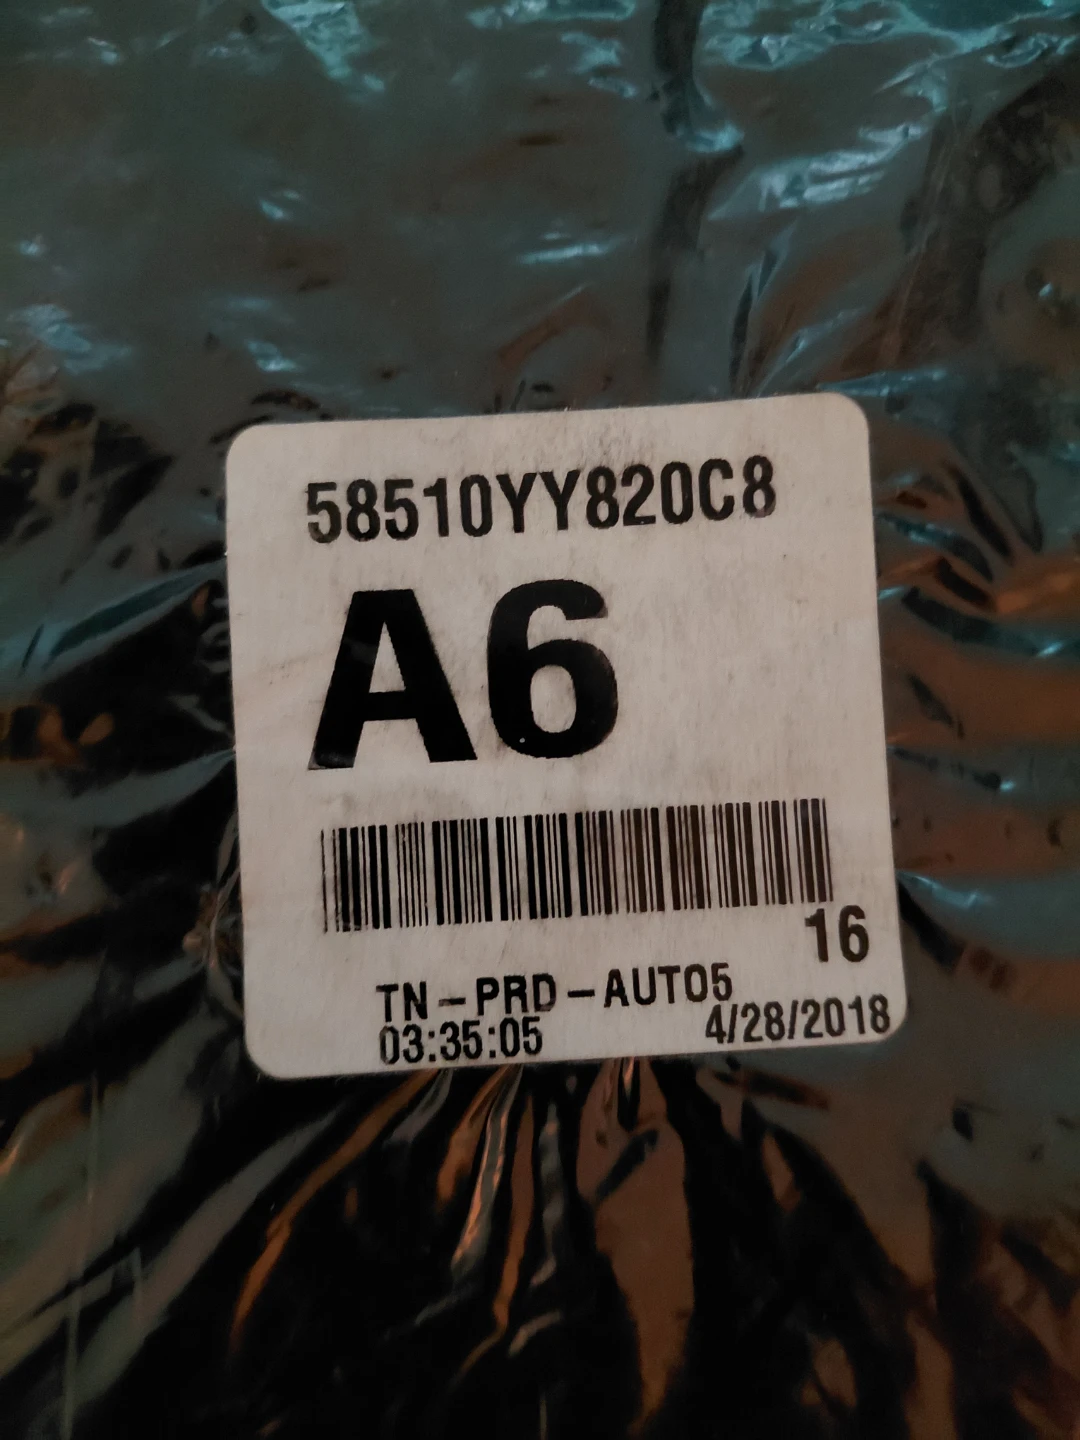 58510YY820C8
A6
16
TN-PRD-AUTO5
03:35:05 4/28/2018